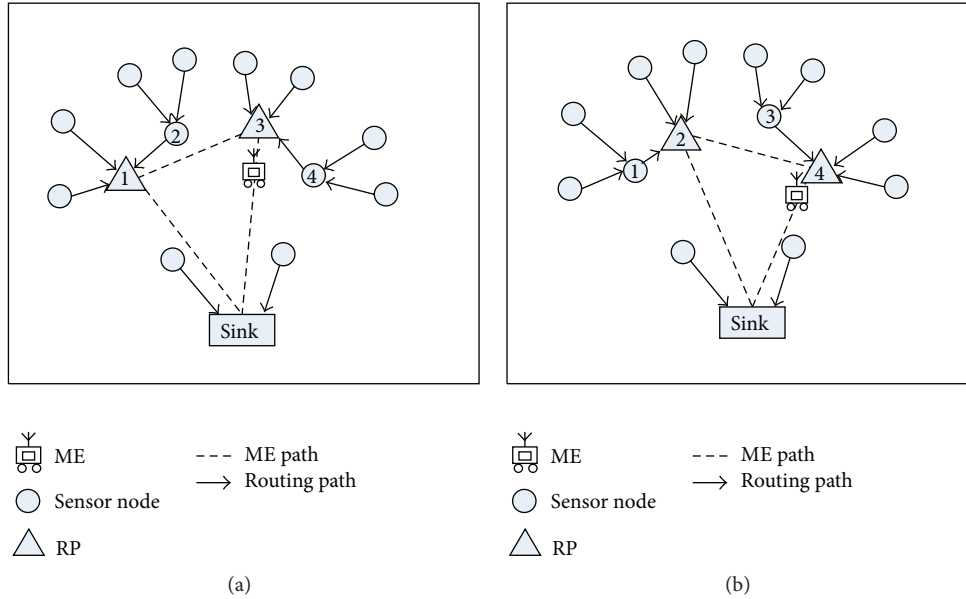 3
2
1
4
Sink
ME
Sensor node
RP
ME path
Routing path
(a)
3
2
4
1
Sink
ME
Sensor node
RP
ME path
Routing path
(b)